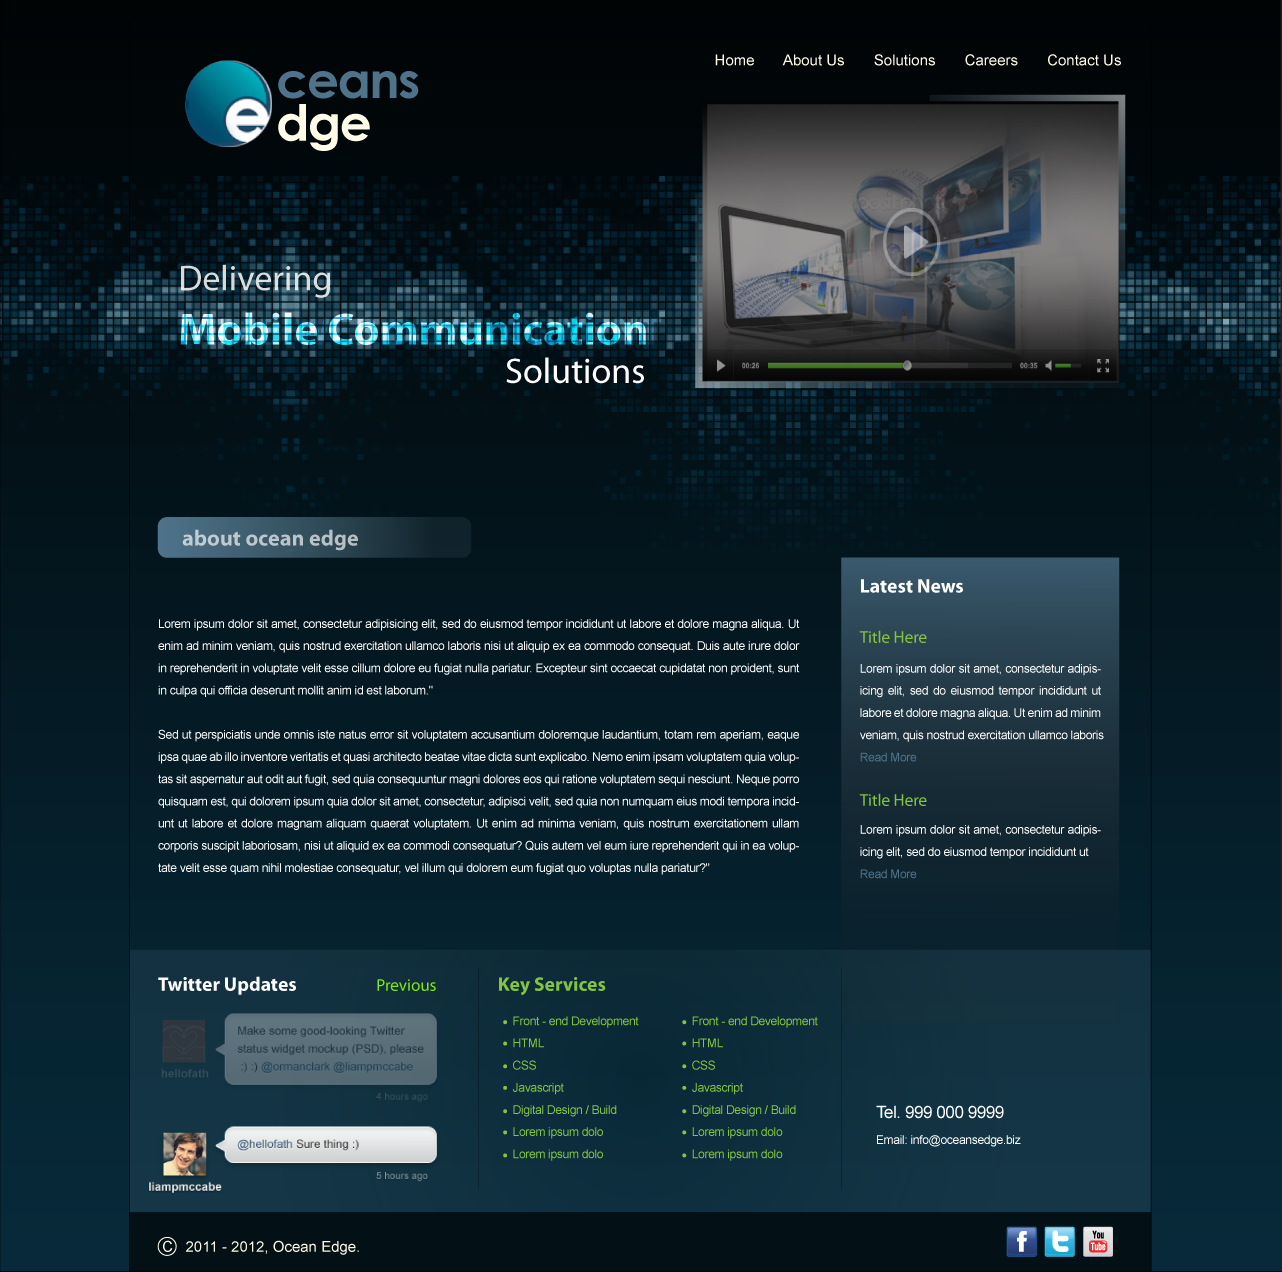 Home About Us Solutions Careers Contact Us
Oceans
edge
Delivering
Mobile Communication
Solutions
00:26 00:35
about ocean edge
Lorem ipsum dolor sit amet, consectetur adipisicing elit, sed do eiusmod tempor incididunt ut labore et dolore magna aliqua. Ut
enim ad minim veniam, quis nostrud exercitation ullamco laboris nisi ut aliquip ex ea commodo consequat. Duis aute irure dolor
in reprehenderit in voluptate velit esse cillum dolore eu fugiat nulla pariatur. Excepteur sint occaecat cupidatat non proident, sunt
in culpa qui officia deserunt mollit anim id est laborum."
Sed ut perspiciatis unde omnis iste natus error sit voluptatem accusantium doloremque laudantium, totam rem aperiam, eaque
ipsa quae ab illo inventore veritatis et quasi architecto beatae vitae dicta sunt explicabo. Nemo enim ipsam voluptatem quia volup-
tas sit aspernatur aut odit aut fugit, sed quia consequuntur magni dolores eos qui ratione voluptatem sequi nesciunt. Neque porro
quisquam est, qui dolorem ipsum quia dolor sit amet, consectetur, adipisci velit, sed quia non numquam eius modi tempora incid-
unt ut labore et dolore magnam aliquam quaerat voluptatem. Ut enim ad minima veniam, quis nostrum exercitationem ullam
corporis suscipit laboriosam, nisi ut aliquid ex ea commodi consequatur? Quis autem vel eum iure reprehenderit qui in ea volup-
tate velit esse quam nihil molestiae consequatur, vel illum qui dolorem eum fugiat quo voluptas nulla pariatur?"
Latest News
Title Here
Lorem ipsum dolor sit amet, consectetur adipis-
icing elit, sed do eiusmod tempor incididunt ut
labore et dolore magna aliqua. Ut enim ad minim
veniam, quis nostrud exercitation ullamco laboris
Read More
Title Here
Lorem ipsum dolor sit amet, consectetur adipis-
icing elit, sed do eiusmod tempor incididunt ut
Read More
Twitter Updates Previous
Make some good-looking Twitter
status widget mockup (PSD), please
:) :) @ormanclark @liampmccabe
hellofath
4 hours ago
@hellofath Sure thing :)
5 hours ago
liampmccabe
Key Services
• Front - end Development
• HTML
• CSS
• Javascript
• Digital Design / Build
• Lorem ipsum dolo
• Lorem ipsum dolo
• Front - end Development
• HTML
• CSS
• Javascript
• Digital Design / Build
• Lorem ipsum dolo
• Lorem ipsum dolo
Tel. 999 000 9999
Email: info@oceansedge.biz
© 2011 - 2012, Ocean Edge.
f t You Tube